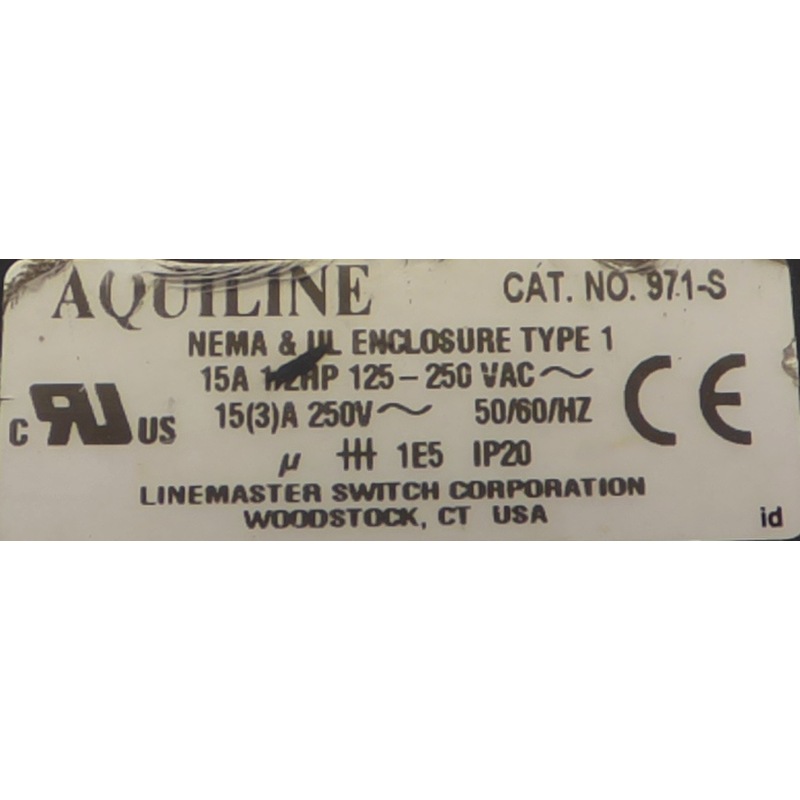 AQUILINE CAT. NO. 971-S
NEMA & UL ENCLOSURE TYPE 1
15A 1/2HP 125-250 VAC~
15(3)A 250V~ 50/60/HZ
c RU US CE
µ 1E5 IP20
LINEMASTER SWITCH CORPORATION
WOODSTOCK, CT USA
id